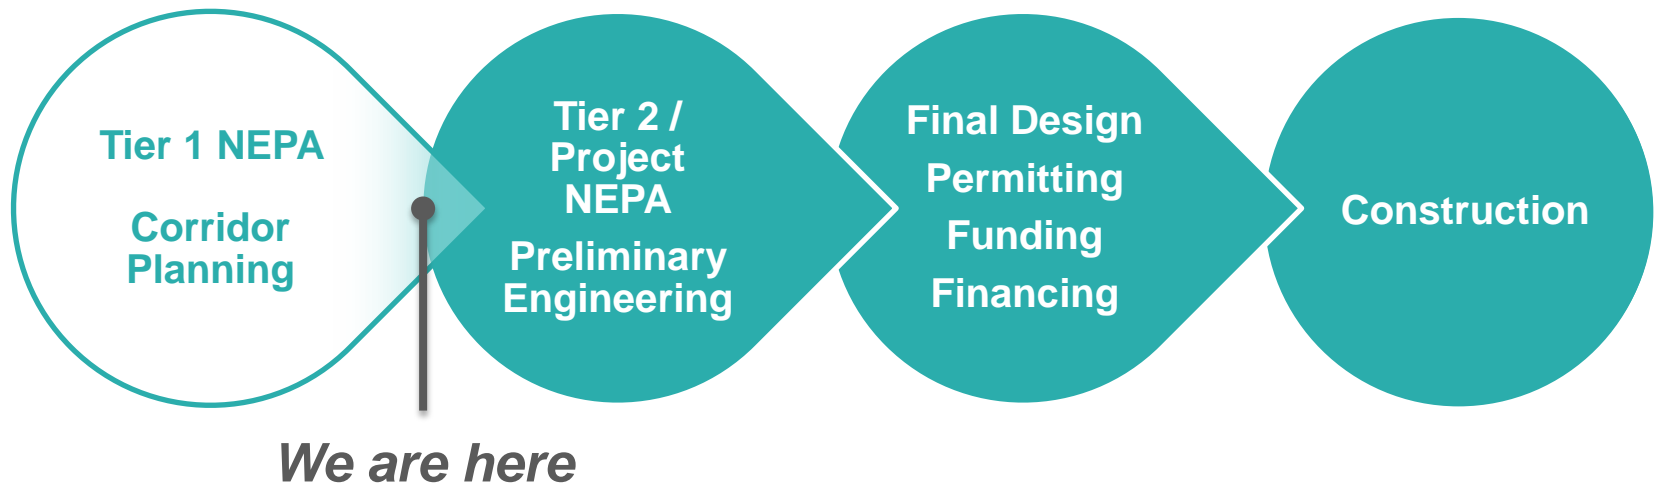 Tier 1 NEPA
Corridor
Planning
Tier 2 /
Project
NEPA
Preliminary
Engineering
Final Design
Permitting
Funding
Financing
Construction
We are here